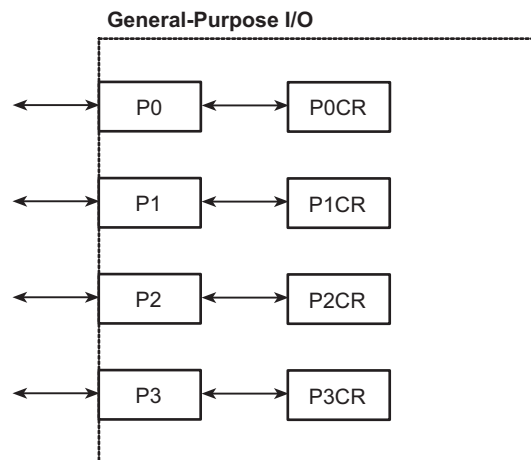 General-Purpose I/O
P0 P0CR
P1 P1CR
P2 P2CR
P3 P3CR